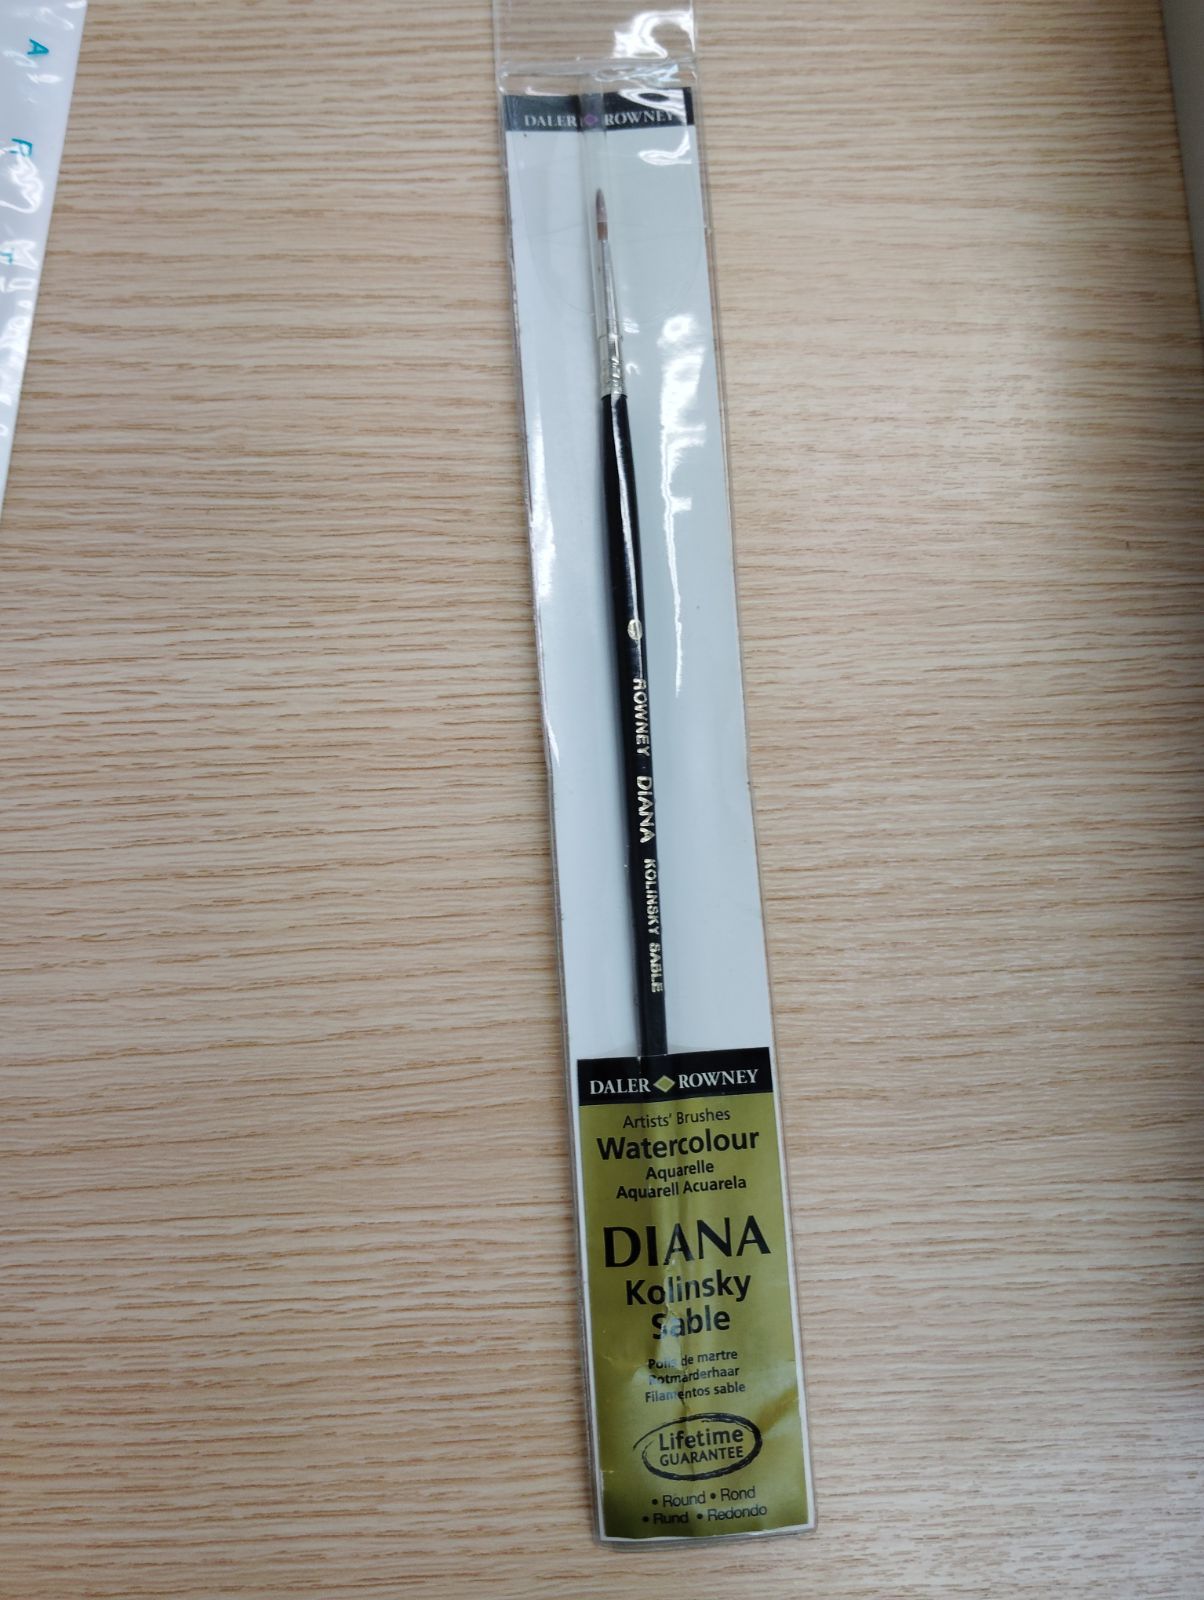 DALER ROWNEY
ROWNEY DIANA KOLINSKY SABLE
DALER ROWNEY
Artists' Brushes
Watercolour
Aquarelle
Aquarell Acuarela
DIANA
Kolinsky
Sable
Poils de martre
Rotmarderhaar
Filamentos sable
Lifetime
GUARANTEE
• Round • Rond
• Rund • Redondo